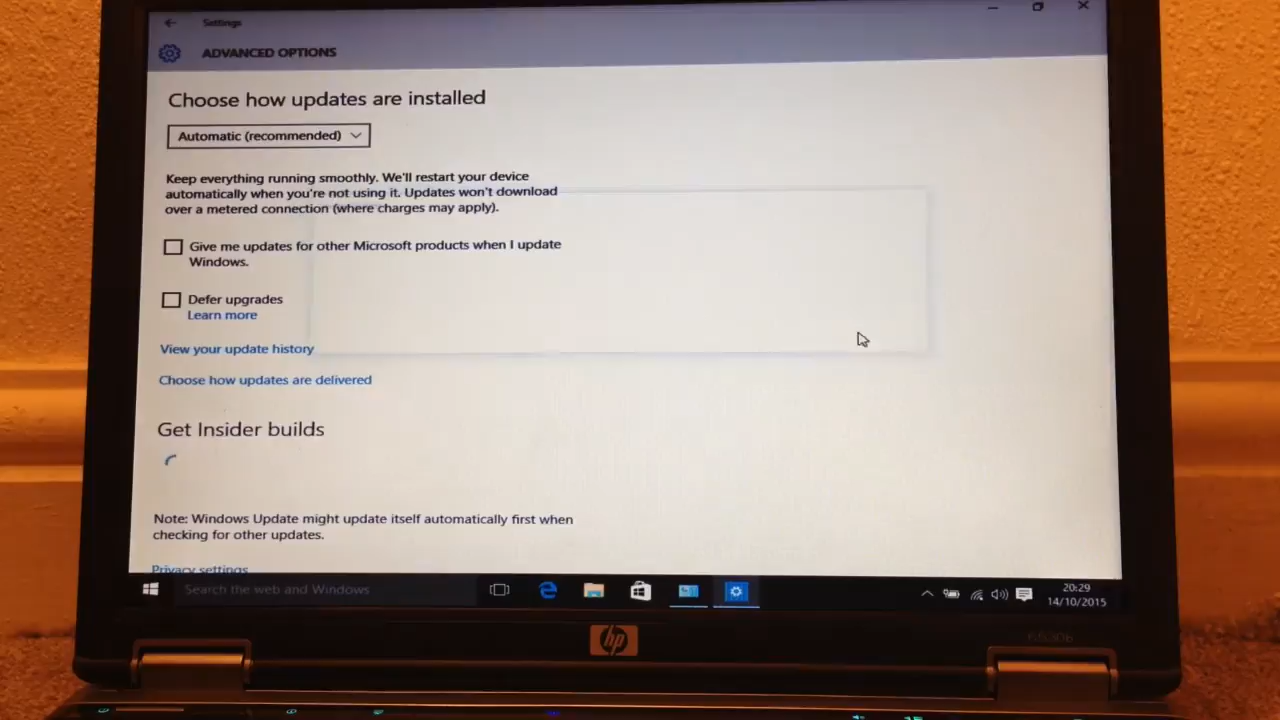 Settings
ADVANCED OPTIONS
Choose how updates are installed
Automatic (recommended)
Keep everything running smoothly. We'll restart your device
automatically when you're not using it. Updates won't download
over a metered connection (where charges may apply).
Give me updates for other Microsoft products when I update
Windows.
Defer upgrades
Learn more
View your update history
Choose how updates are delivered
Get Insider builds
Note: Windows Update might update itself automatically first when
checking for other updates.
Privacy settings
Search the web and Windows
20:29
14/10/2015
hp